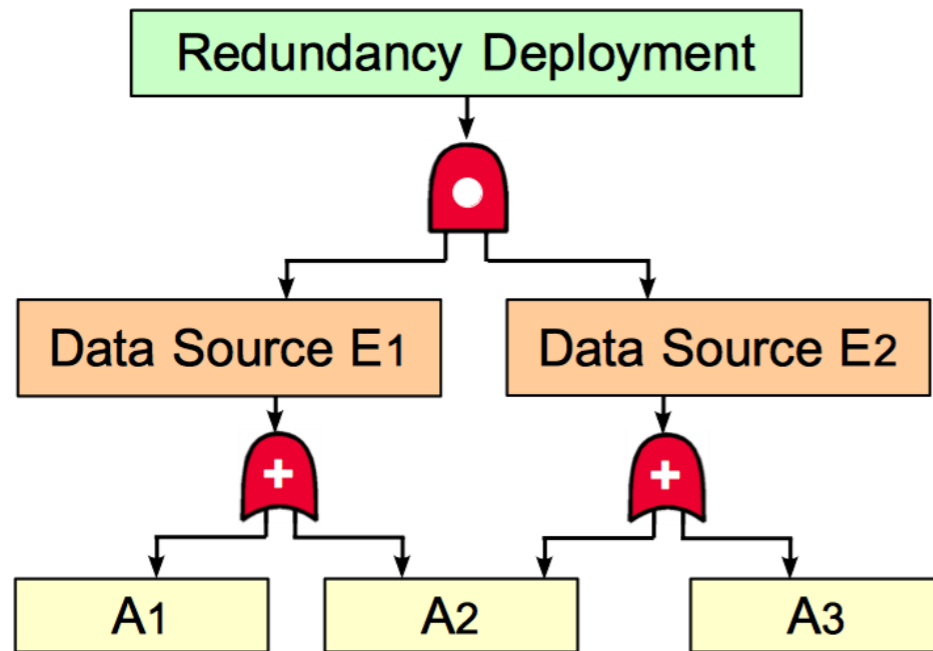 Redundancy Deployment
Data Source E1
Data Source E2
+
+
A1
A2
A3